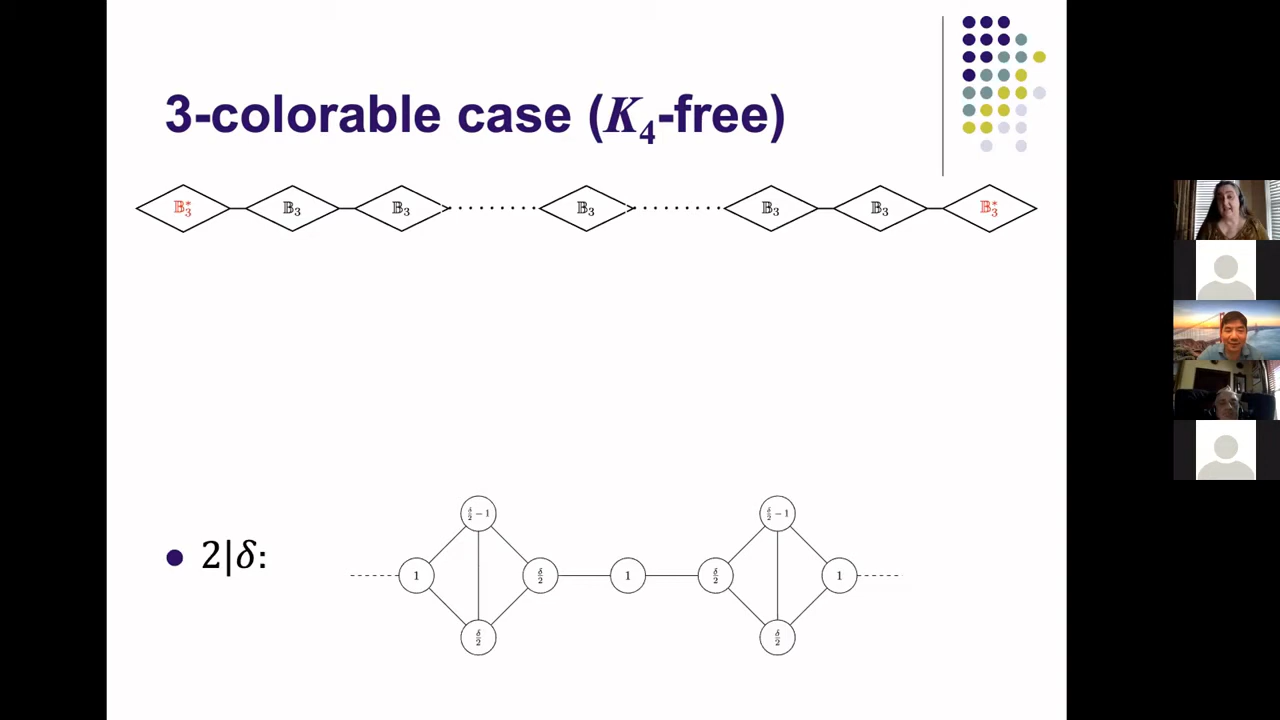 3-colorable case (K₄-free)
𝔹₃* 𝔹₃ 𝔹₃ 𝔹₃ 𝔹₃ 𝔹₃ 𝔹₃*
δ/2 − 1 δ/2 − 1
2|δ:
1 δ/2 1 δ/2 1
δ/2 δ/2